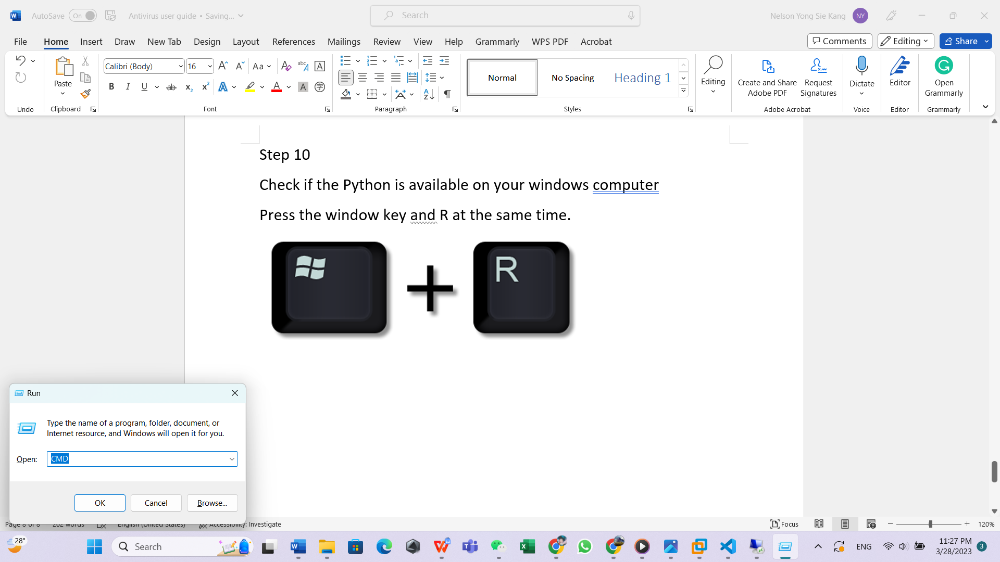 AutoSave On Antivirus user guide • Saving... Search Nelson Yong Sie Kang NY
File Home Insert Draw New Tab Design Layout References Mailings Review View Help Grammarly WPS PDF Acrobat Comments Editing Share
Calibri (Body) 16 Aa
Paste
Normal No Spacing Heading 1
Editing
Create and Share Adobe PDF
Request Signatures
Dictate
Editor
Open Grammarly
Undo Clipboard Font Paragraph Styles Adobe Acrobat Voice Editor Grammarly
Step 10
Check if the Python is available on your windows computer
Press the window key and R at the same time.
R
Run
Type the name of a program, folder, document, or
Internet resource, and Windows will open it for you.
Open: CMD
OK Cancel Browse...
Page 8 of 8 202 words English (United States) Accessibility: Investigate Focus 120%
28° Search ENG 11:27 PM
3/28/2023 3